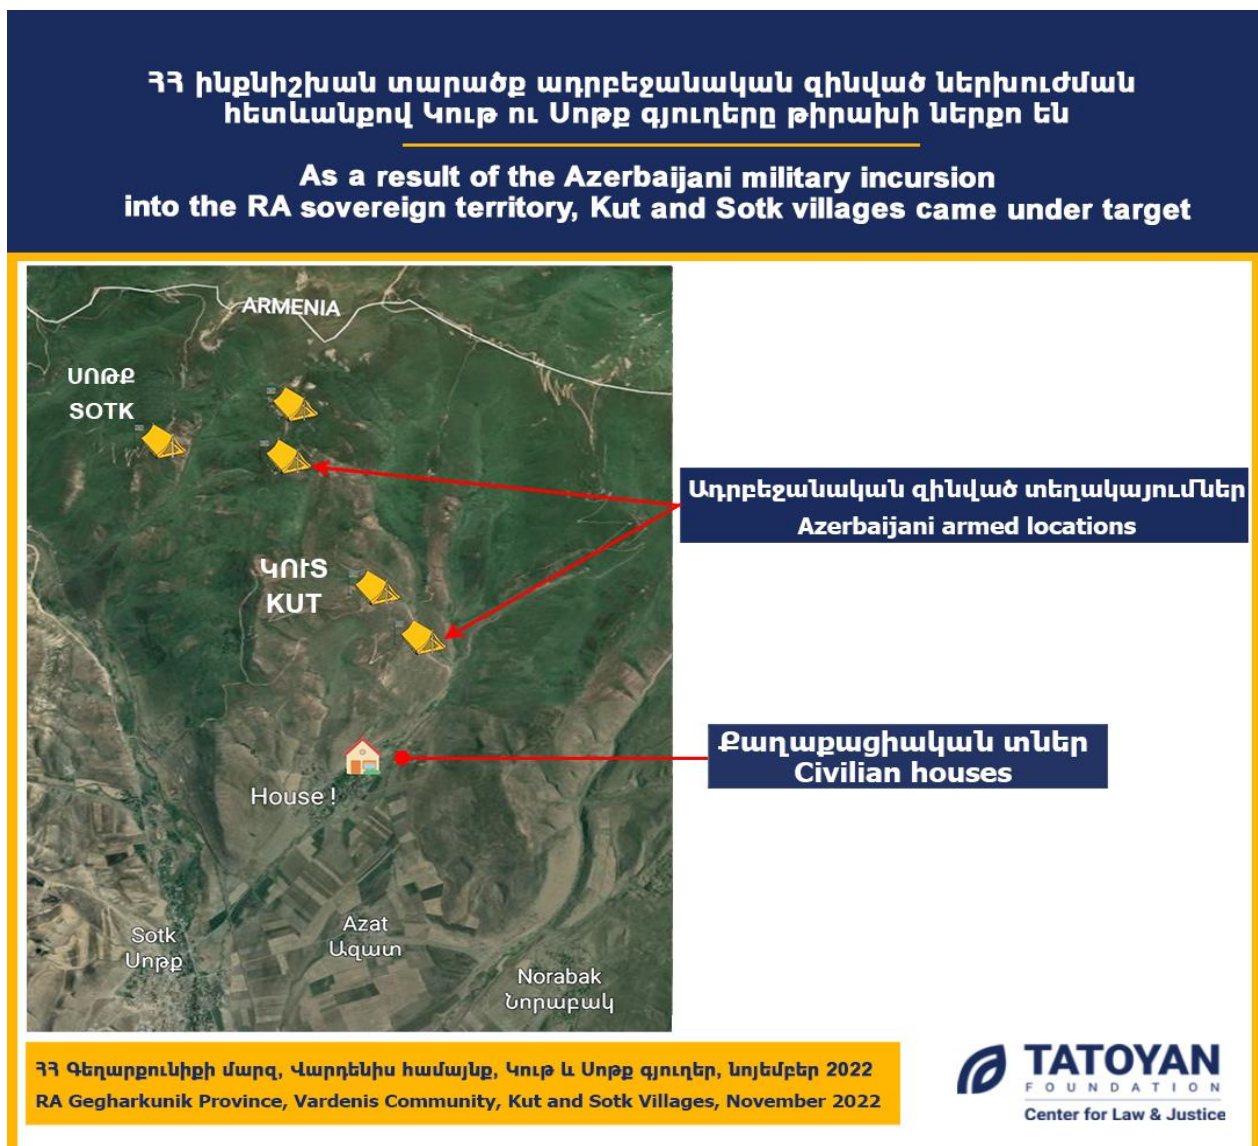 ՀՀ ինքնիշխան տարածք ադրբեջանական զինված ներխուժման
հետևանքով Կութ ու Սոթք գյուղերը թիրախի ներքո են
As a result of the Azerbaijani military incursion
into the RA sovereign territory, Kut and Sotk villages came under target
ARMENIA
ՍՈԹՔ
SOTK
Ադրբեջանական զինված տեղակայումներ
Azerbaijani armed locations
ԿՈՒՏ
KUT
Քաղաքացիական տներ
Civilian houses
House !
Sotk
Սոթք
Azat
Ազատ
Norabak
Նորաբակ
ՀՀ Գեղարքունիքի մարզ, Վարդենիս համայնք, Կութ և Սոթք գյուղեր, նոյեմբեր 2022
RA Gegharkunik Province, Vardenis Community, Kut and Sotk Villages, November 2022
TATOYAN
FOUNDATION
Center for Law & Justice